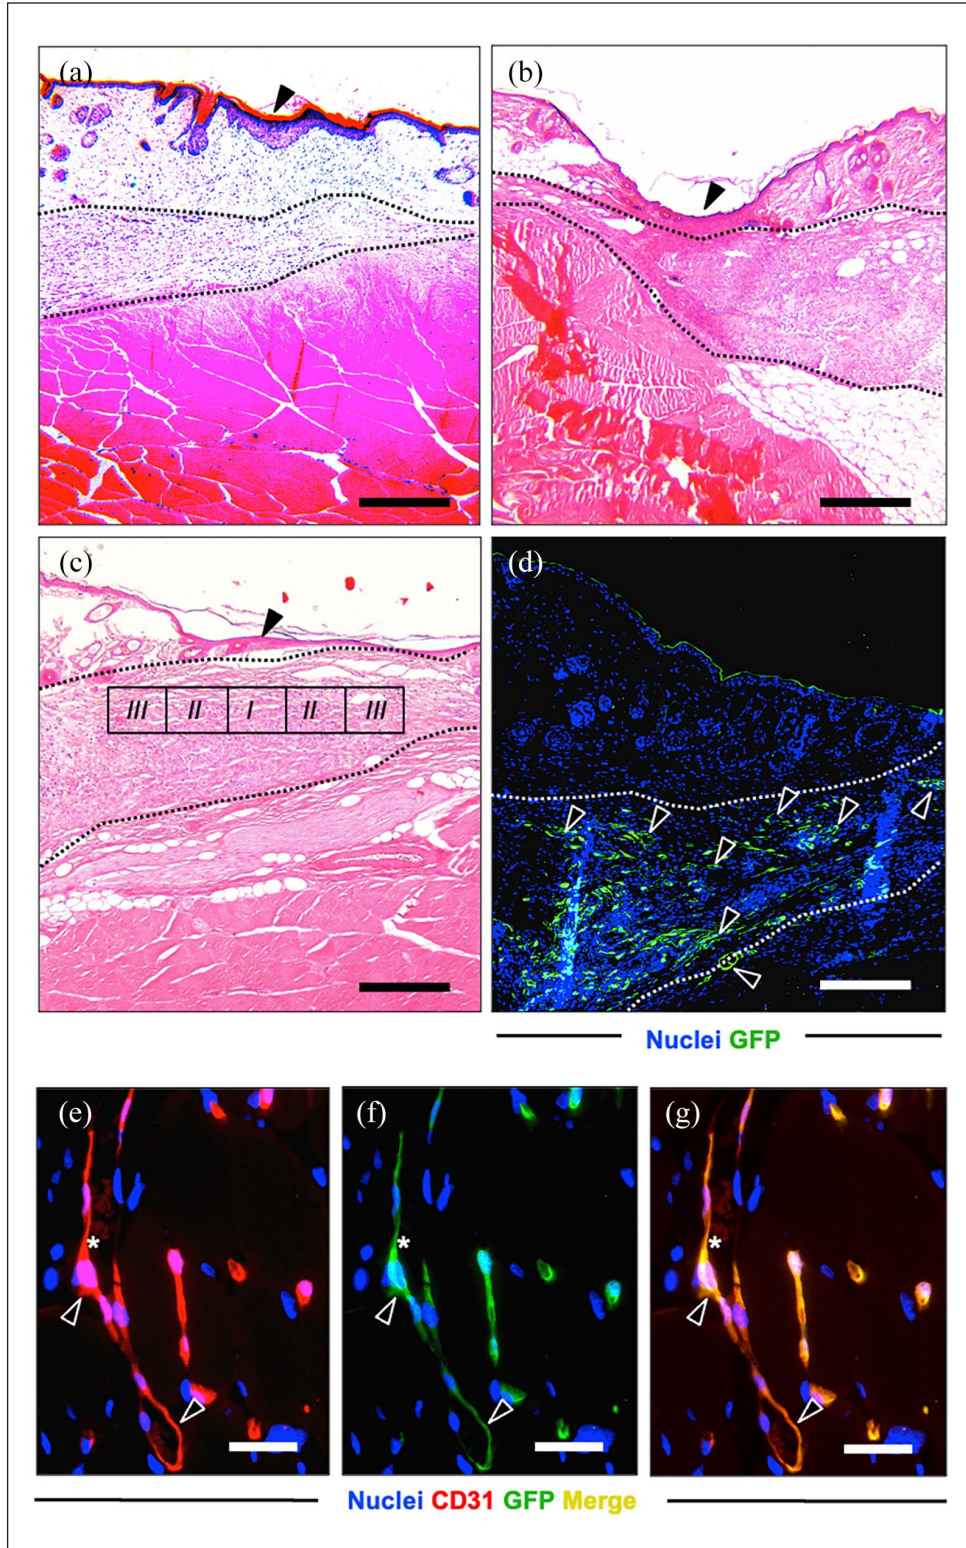 (a)
(b)
(c)
III II I II III
(d)
Nuclei GFP
(e)
*
(f)
*
(g)
*
Nuclei CD31 GFP Merge